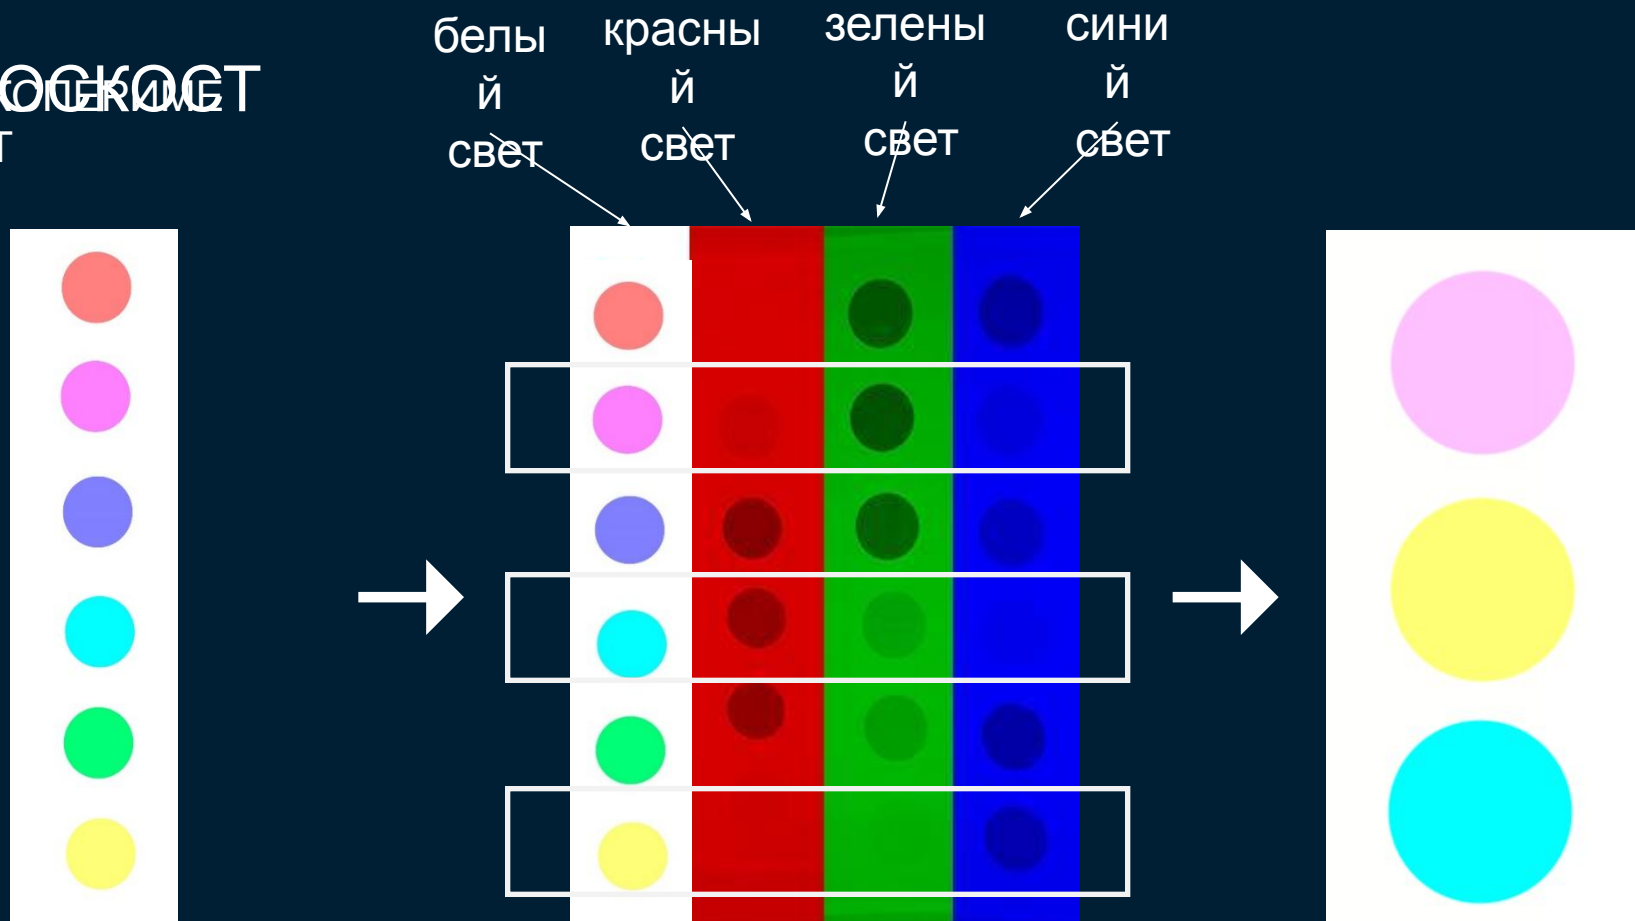 белы
й
свет
красны
й
свет
зелены
й
свет
сини
й
свет